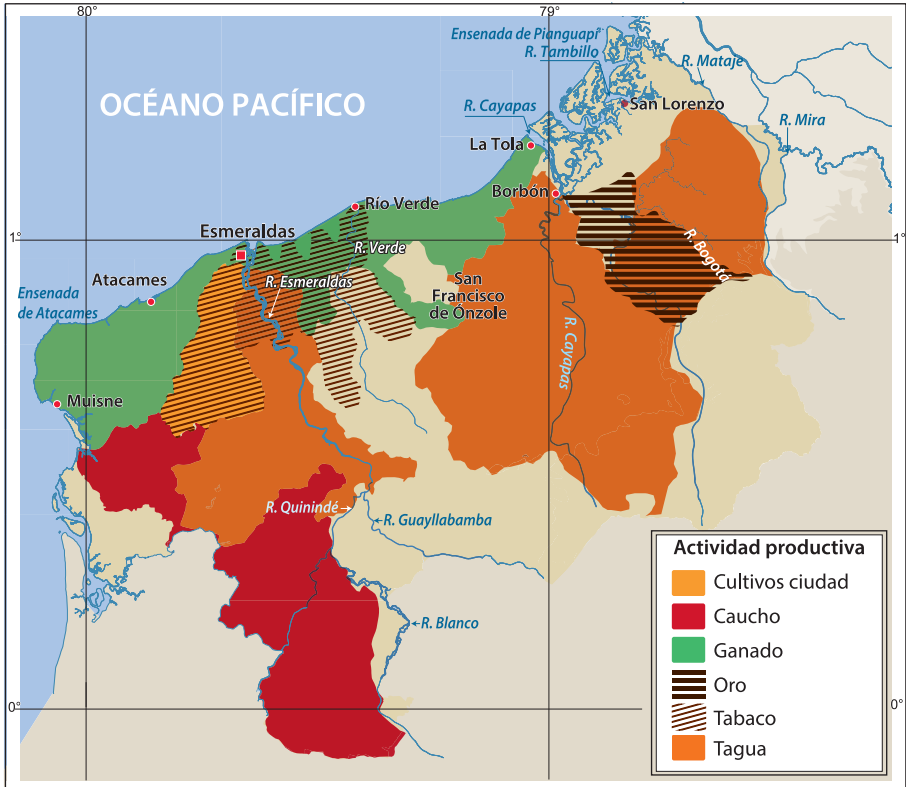 80°
79°
Ensenada de Pianguapí
R. Tambillo
R. Mataje
OCÉANO PACÍFICO
San Lorenzo
R. Cayapas
R. Mira
La Tola
Borbón
Río Verde
Esmeraldas
1°
1°
R. Verde
R. Bogotá
Atacames
R. Esmeraldas
San
Francisco
de Ónzole
Ensenada
de Atacames
R. Cayapas
Muisne
R. Quinindé
R. Guayllabamba
R. Blanco
0°
0°
Actividad productiva
Cultivos ciudad
Caucho
Ganado
Oro
Tabaco
Tagua